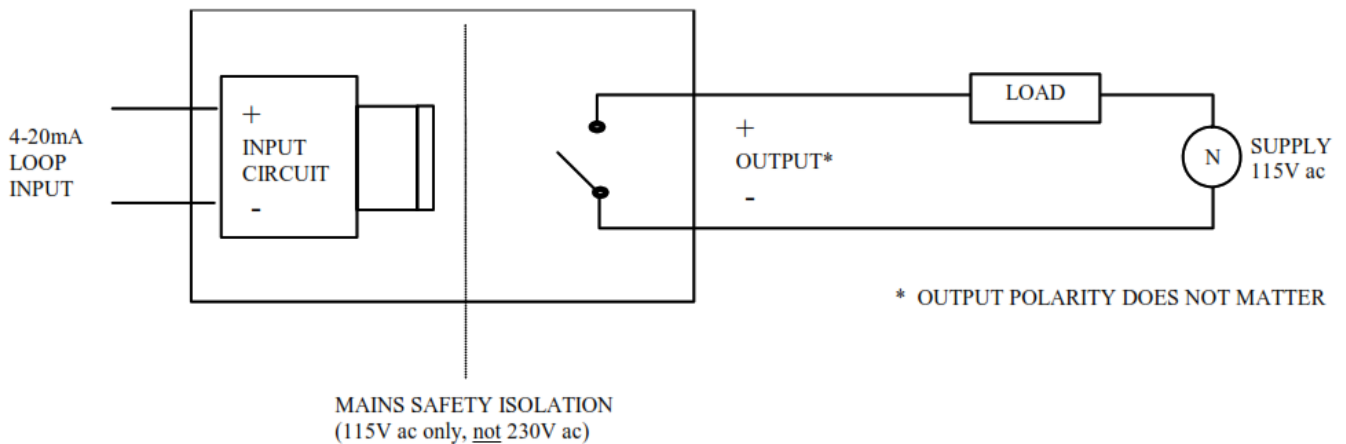 4-20mA
LOOP
INPUT
+
INPUT
CIRCUIT
-
+
OUTPUT*
-
LOAD
N
SUPPLY
115V ac
* OUTPUT POLARITY DOES NOT MATTER
MAINS SAFETY ISOLATION
(115V ac only, not 230V ac)